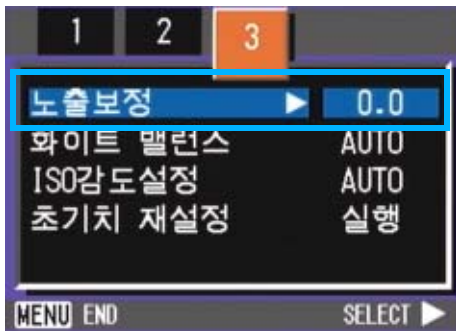 1 2 3
노출보정 ▶ 0.0
화이트 밸런스 AUTO
ISO감도설정 AUTO
초기치 재설정 실행
MENU END SELECT ▶